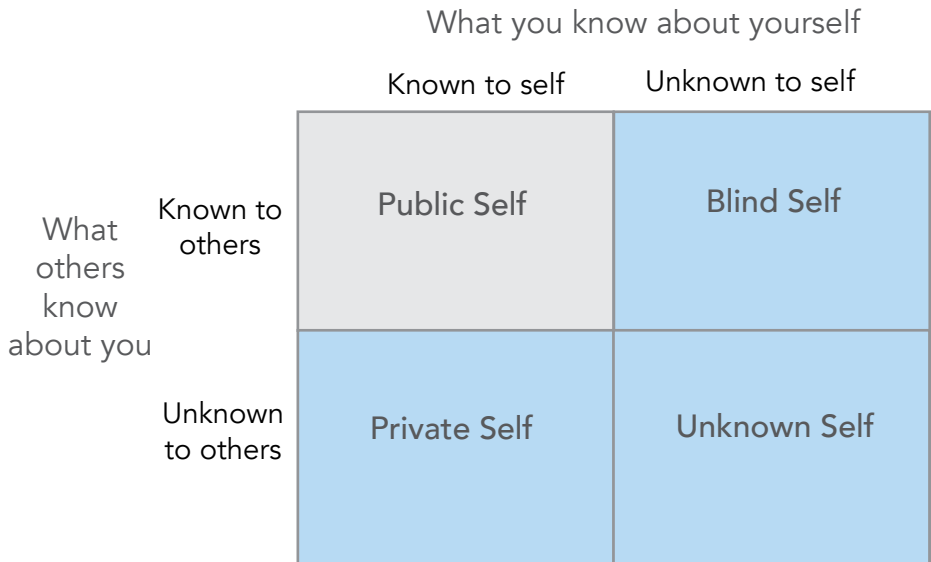 What you know about yourself
Known to self
Unknown to self
Known to
others
Public Self
Blind Self
What
others
know
about you
Unknown
to others
Private Self
Unknown Self